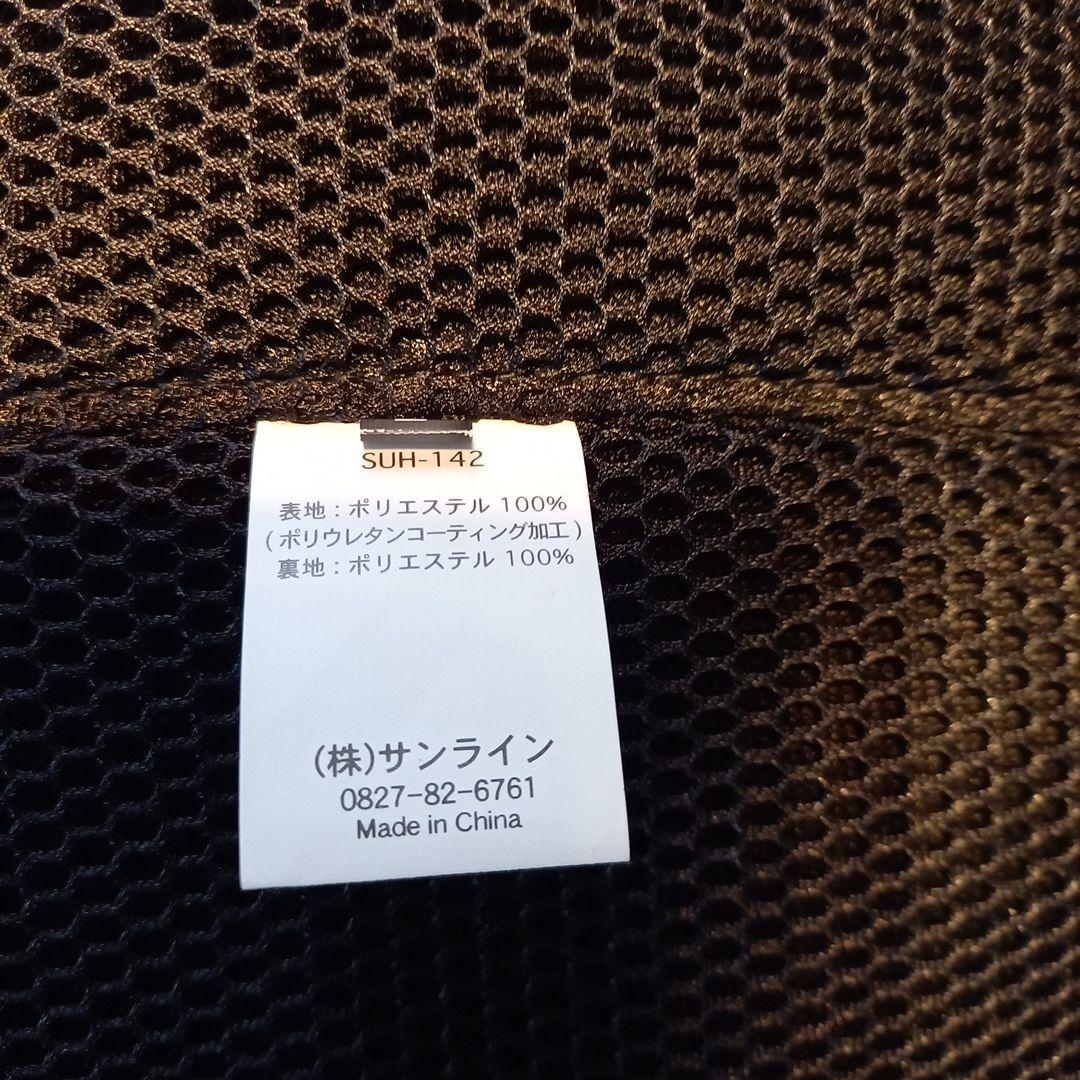 SUH-142
表地 : ポリエステル 100%
( ポリウレタンコーティング加工 )
裏地 : ポリエステル 100%
(株)サンライン
0827-82-6761
Made in China